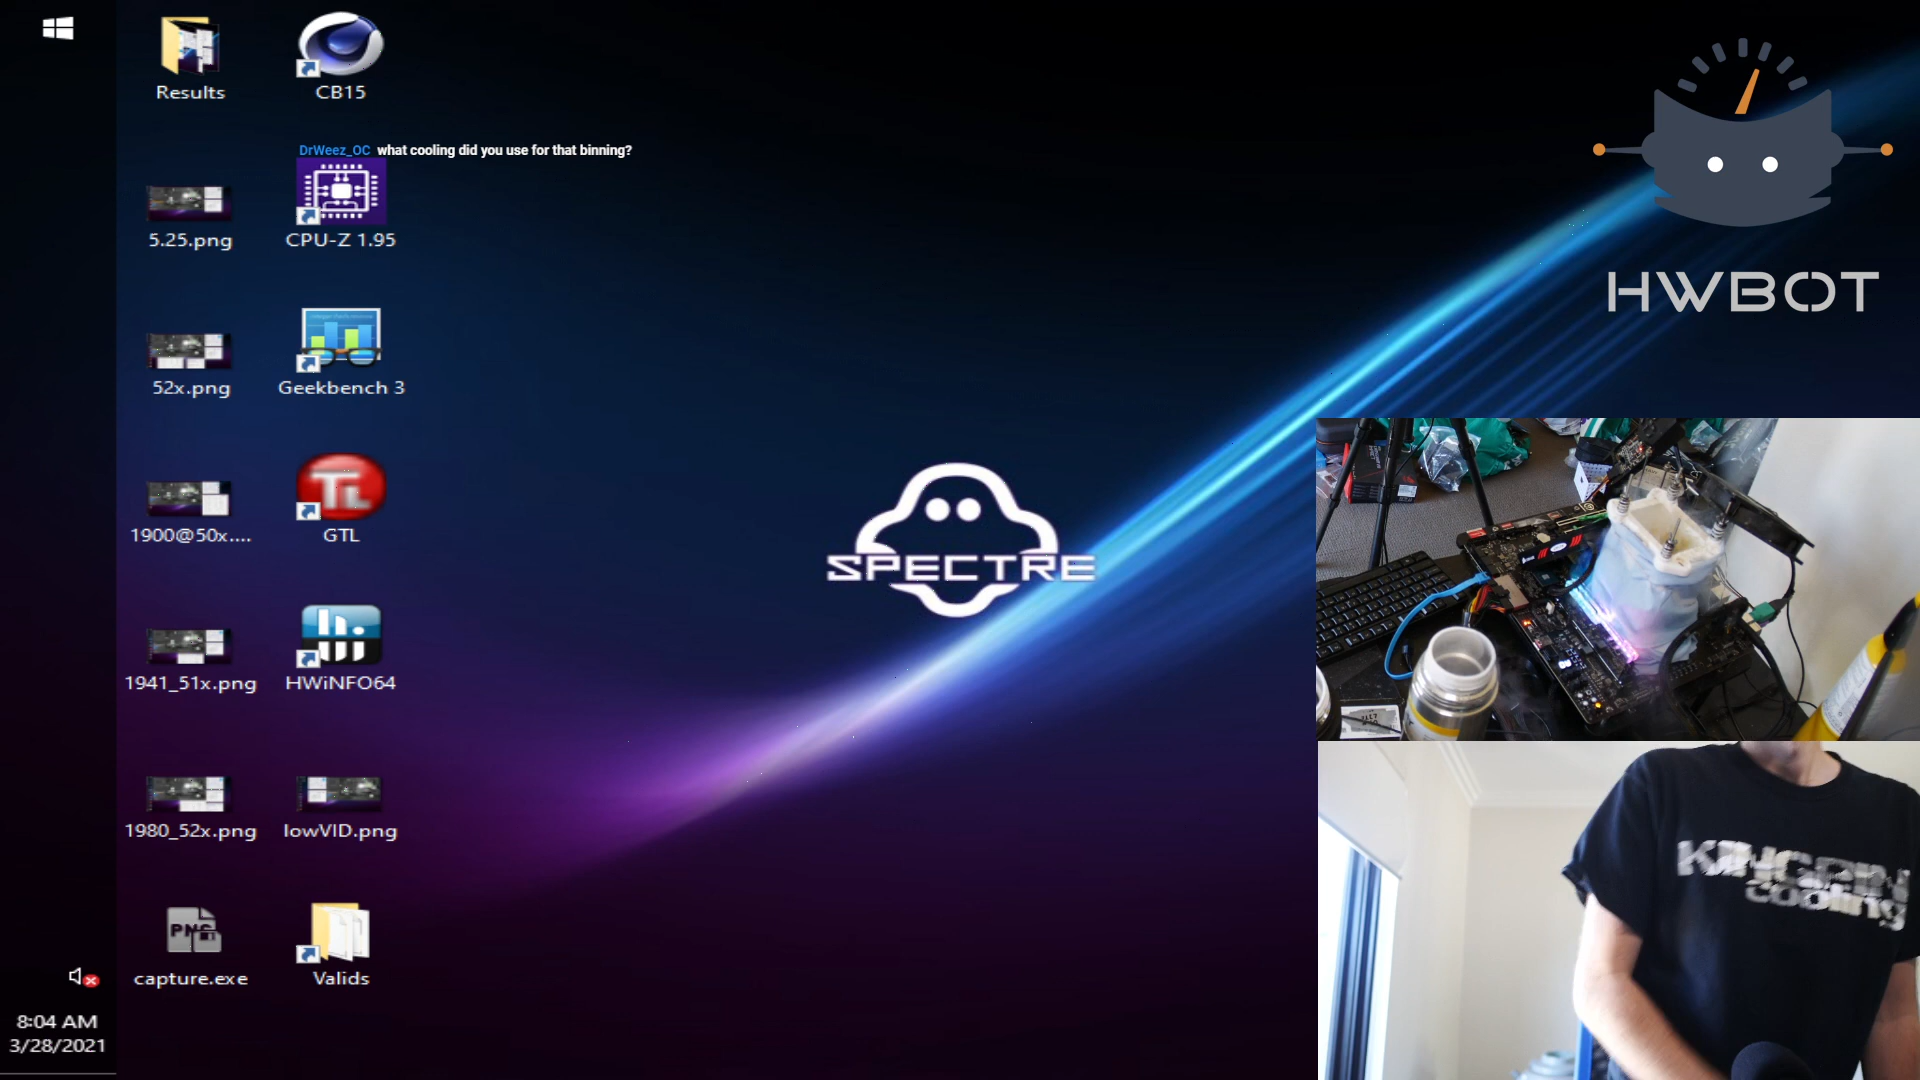 Results
CB15
DrWeez_OC what cooling did you use for that binning?
5.25.png
CPU-Z 1.95
52x.png
Geekbench 3
1900@50x....
TL
GTL
1941_51x.png
HWiNFO64
1980_52x.png
lowVID.png
PNG
capture.exe
Valids
8:04 AM
3/28/2021
SPECTRE
HWBOT
KINGPIN
cooling